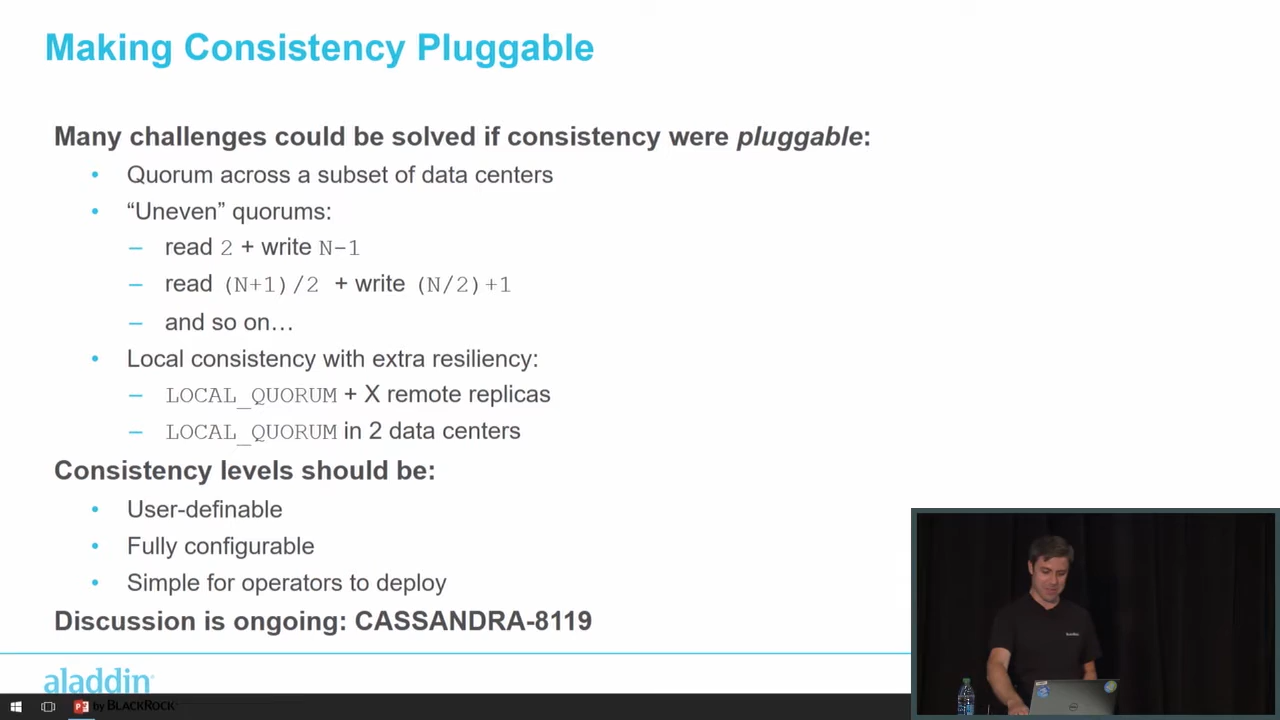 Making Consistency Pluggable
Many challenges could be solved if consistency were pluggable:
• Quorum across a subset of data centers
• “Uneven” quorums:
– read 2 + write N-1
– read (N+1)/2 + write (N/2)+1
– and so on…
• Local consistency with extra resiliency:
– LOCAL_QUORUM + X remote replicas
– LOCAL_QUORUM in 2 data centers
Consistency levels should be:
• User-definable
• Fully configurable
• Simple for operators to deploy
Discussion is ongoing: CASSANDRA-8119
aladdin
by BLACKROCK